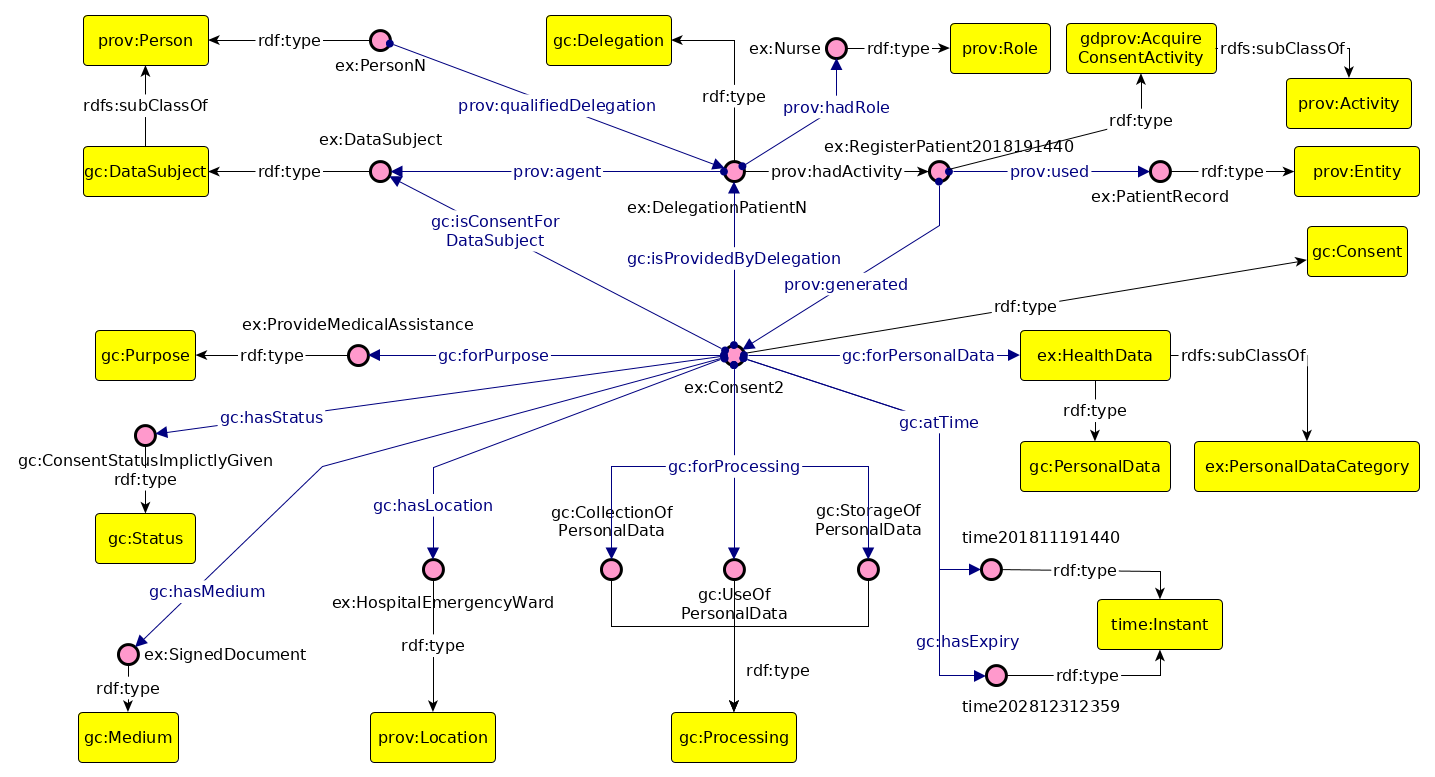 prov:Person
rdf:type
ex:PersonN
gc:Delegation
ex:Nurse
rdf:type
prov:Role
gdprov:Acquire
ConsentActivity
rdfs:subClassOf
prov:Activity
rdfs:subClassOf
prov:qualifiedDelegation
rdf:type
prov:hadRole
rdf:type
ex:DataSubject
ex:RegisterPatient2018191440
gc:DataSubject
rdf:type
prov:agent
prov:hadActivity
prov:used
rdf:type
prov:Entity
ex:PatientRecord
ex:DelegationPatientN
gc:isConsentFor
DataSubject
gc:isProvidedByDelegation
gc:Consent
prov:generated
rdf:type
ex:ProvideMedicalAssistance
gc:Purpose
rdf:type
gc:forPurpose
ex:Consent2
gc:forPersonalData
ex:HealthData
rdfs:subClassOf
gc:hasStatus
gc:atTime
rdf:type
gc:ConsentStatusImplictlyGiven
rdf:type
gc:forProcessing
gc:PersonalData
ex:PersonalDataCategory
gc:hasLocation
gc:CollectionOf
PersonalData
gc:StorageOf
PersonalData
gc:Status
time201811191440
rdf:type
gc:hasMedium
ex:HospitalEmergencyWard
gc:UseOf
PersonalData
time:Instant
gc:hasExpiry
ex:SignedDocument
rdf:type
rdf:type
rdf:type
rdf:type
time202812312359
gc:Medium
prov:Location
gc:Processing